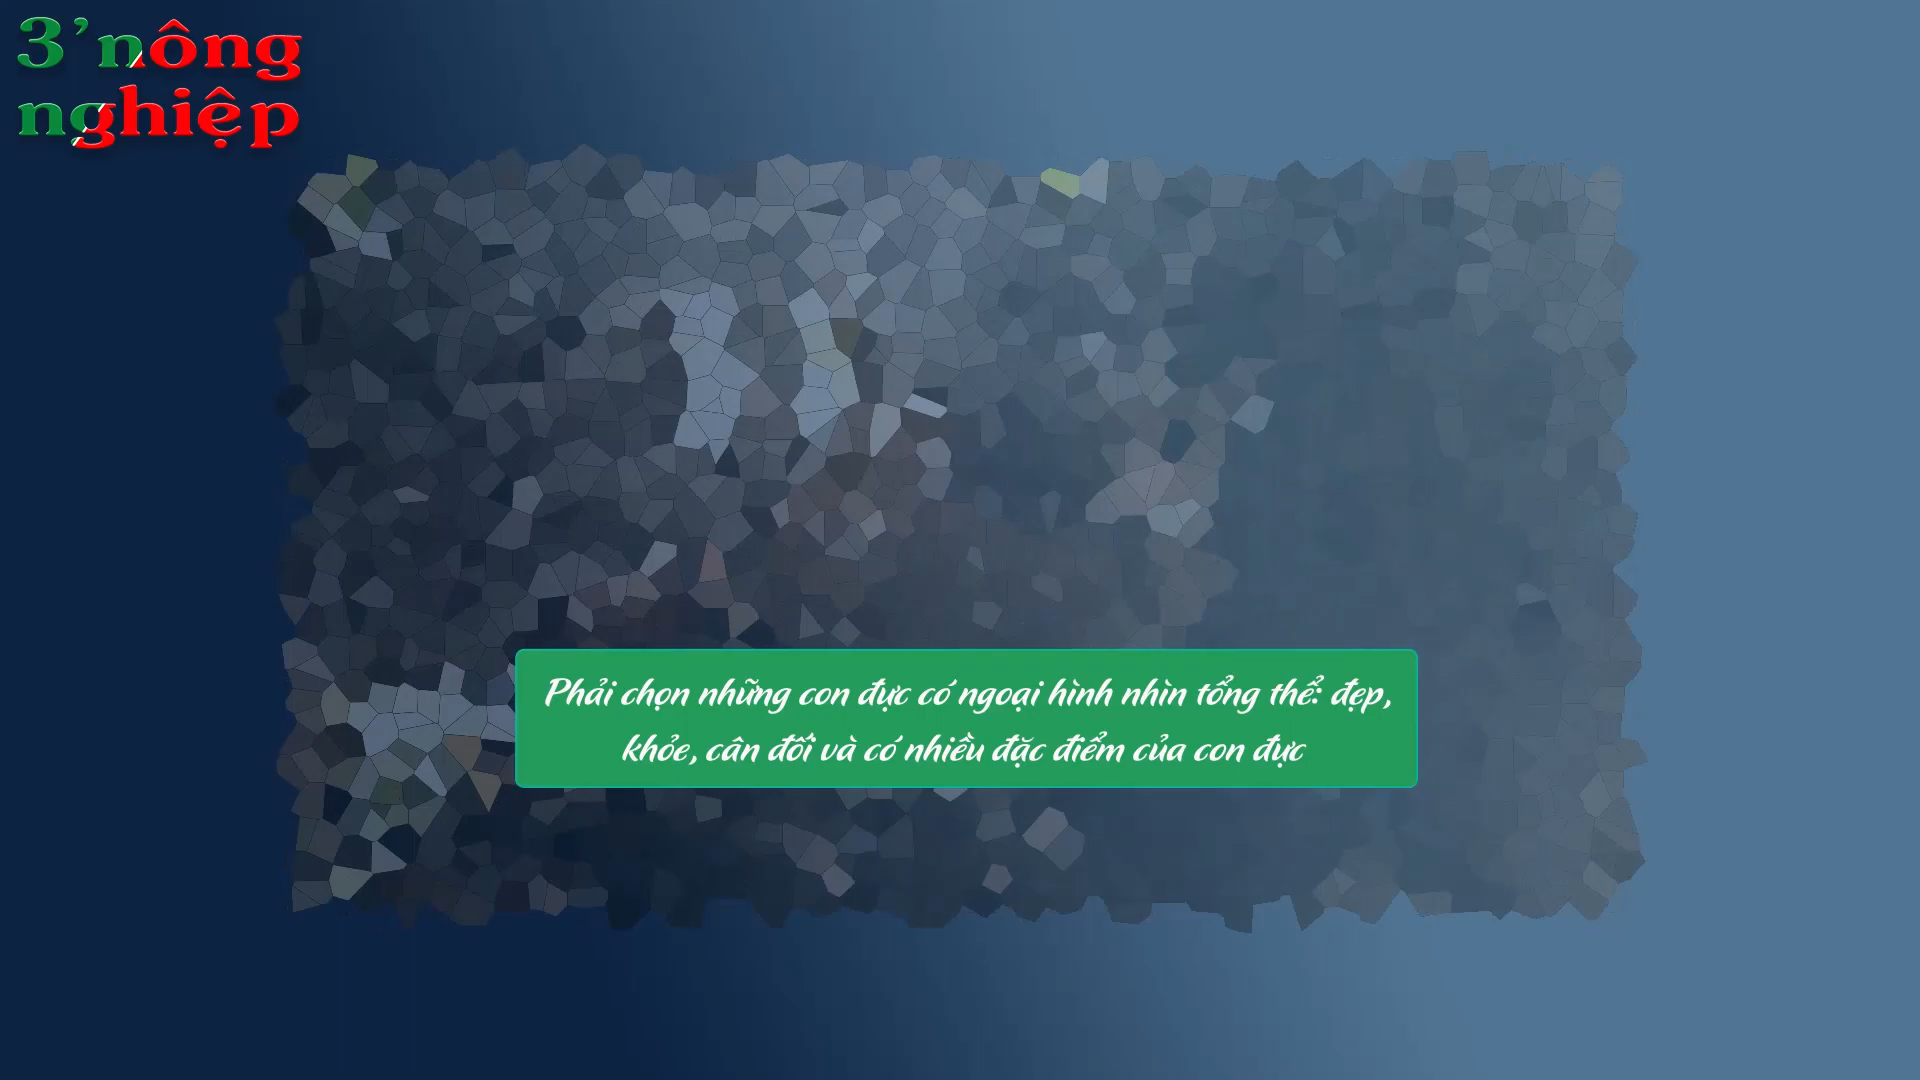 3’nông
nghiệp
Phải chọn những con đực có ngoại hình nhìn tổng thể: đẹp,
khỏe, cân đối và có nhiều đặc điểm của con đực